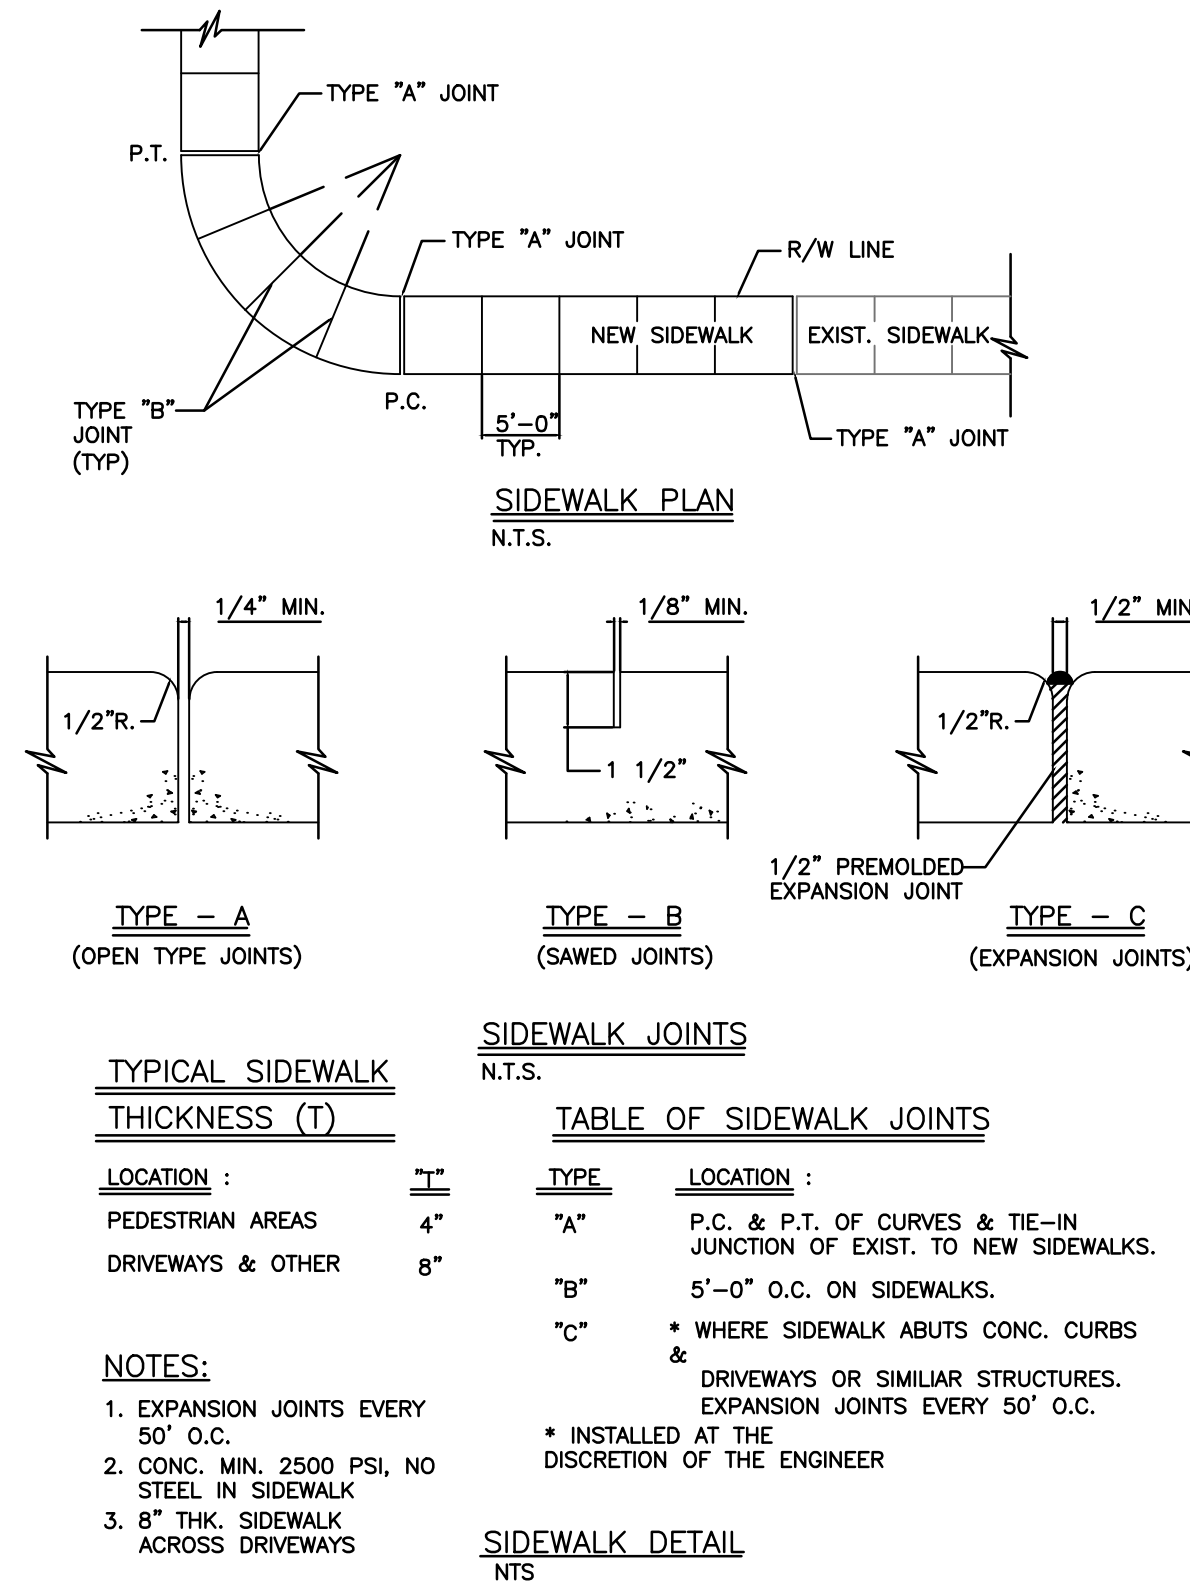 TYPE "A" JOINT
P.T.
TYPE "A" JOINT
R/W LINE
NEW SIDEWALK
EXIST. SIDEWALK
TYPE "B"
JOINT
(TYP)
P.C.
5'-0"
TYP.
TYPE "A" JOINT
SIDEWALK PLAN
N.T.S.
1/4" MIN.
1/8" MIN.
1/2" MIN
1/2"R.
1 1/2"
1/2"R.
1/2" PREMOLDED
EXPANSION JOINT
TYPE - A
(OPEN TYPE JOINTS)
TYPE - B
(SAWED JOINTS)
TYPE - C
(EXPANSION JOINTS)
SIDEWALK JOINTS
N.T.S.
TYPICAL SIDEWALK
THICKNESS (T)
LOCATION :
"T"
PEDESTRIAN AREAS
4"
DRIVEWAYS & OTHER
8"
TABLE OF SIDEWALK JOINTS
TYPE
LOCATION :
"A"
P.C. & P.T. OF CURVES & TIE-IN
JUNCTION OF EXIST. TO NEW SIDEWALKS.
"B"
5'-0" O.C. ON SIDEWALKS.
"C"
* WHERE SIDEWALK ABUTS CONC. CURBS
&
DRIVEWAYS OR SIMILIAR STRUCTURES.
EXPANSION JOINTS EVERY 50' O.C.
* INSTALLED AT THE
DISCRETION OF THE ENGINEER
NOTES:
1. EXPANSION JOINTS EVERY
50' O.C.
2. CONC. MIN. 2500 PSI, NO
STEEL IN SIDEWALK
3. 8" THK. SIDEWALK
ACROSS DRIVEWAYS
SIDEWALK DETAIL
NTS